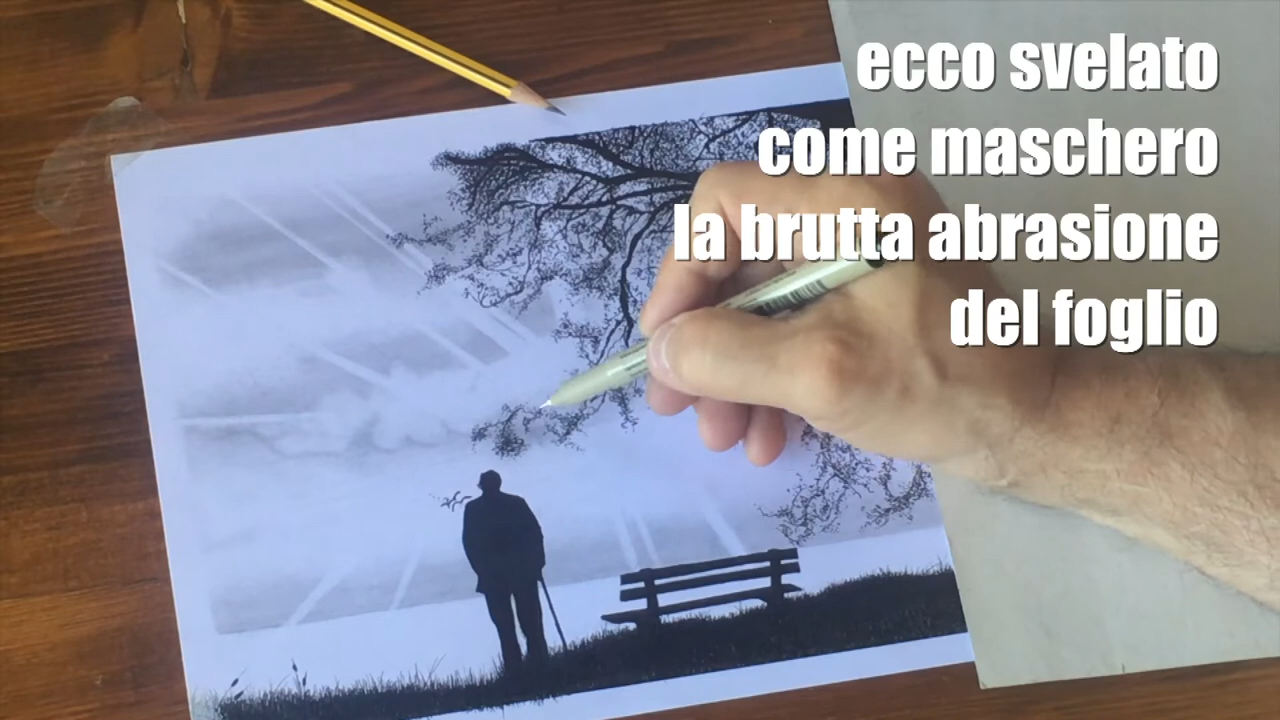 ecco svelato
come maschero
la brutta abrasione
del foglio